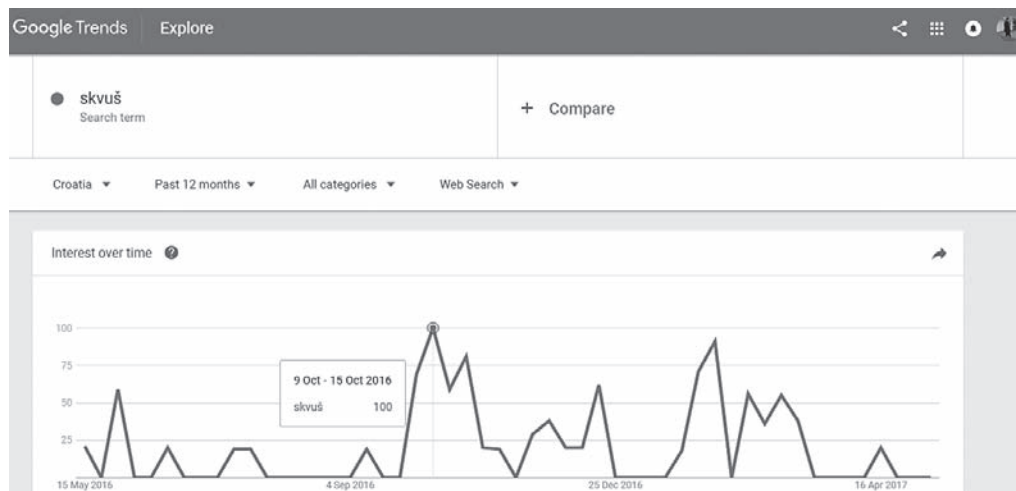 Google Trends Explore
skvuš
Search term
+ Compare
Croatia Past 12 months All categories Web Search
Interest over time
100
75
50
25
9 Oct - 15 Oct 2016
skvuš 100
15 May 2016 4 Sep 2016 25 Dec 2016 16 Apr 2017